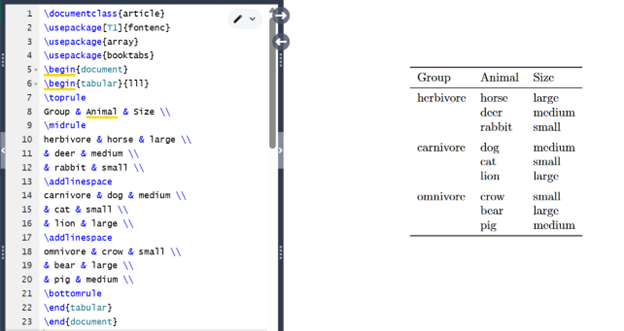 1 \documentclass{article}
2 \usepackage[T1]{fontenc}
3 \usepackage{array}
4 \usepackage{booktabs}
5 \begin{document}
6 \begin{tabular}{lll}
7 \toprule
8 Group & Animal & Size \\
9 \midrule
10 herbivore & horse & large \\
11 & deer & medium \\
12 & rabbit & small \\
13 \addlinespace
14 carnivore & dog & medium \\
15 & cat & small \\
16 & lion & large \\
17 \addlinespace
18 omnivore & crow & small \\
19 & bear & large \\
20 & pig & medium \\
21 \bottomrule
22 \end{tabular}
23 \end{document}
Group Animal Size
herbivore horse large
deer medium
rabbit small
carnivore dog medium
cat small
lion large
omnivore crow small
bear large
pig medium